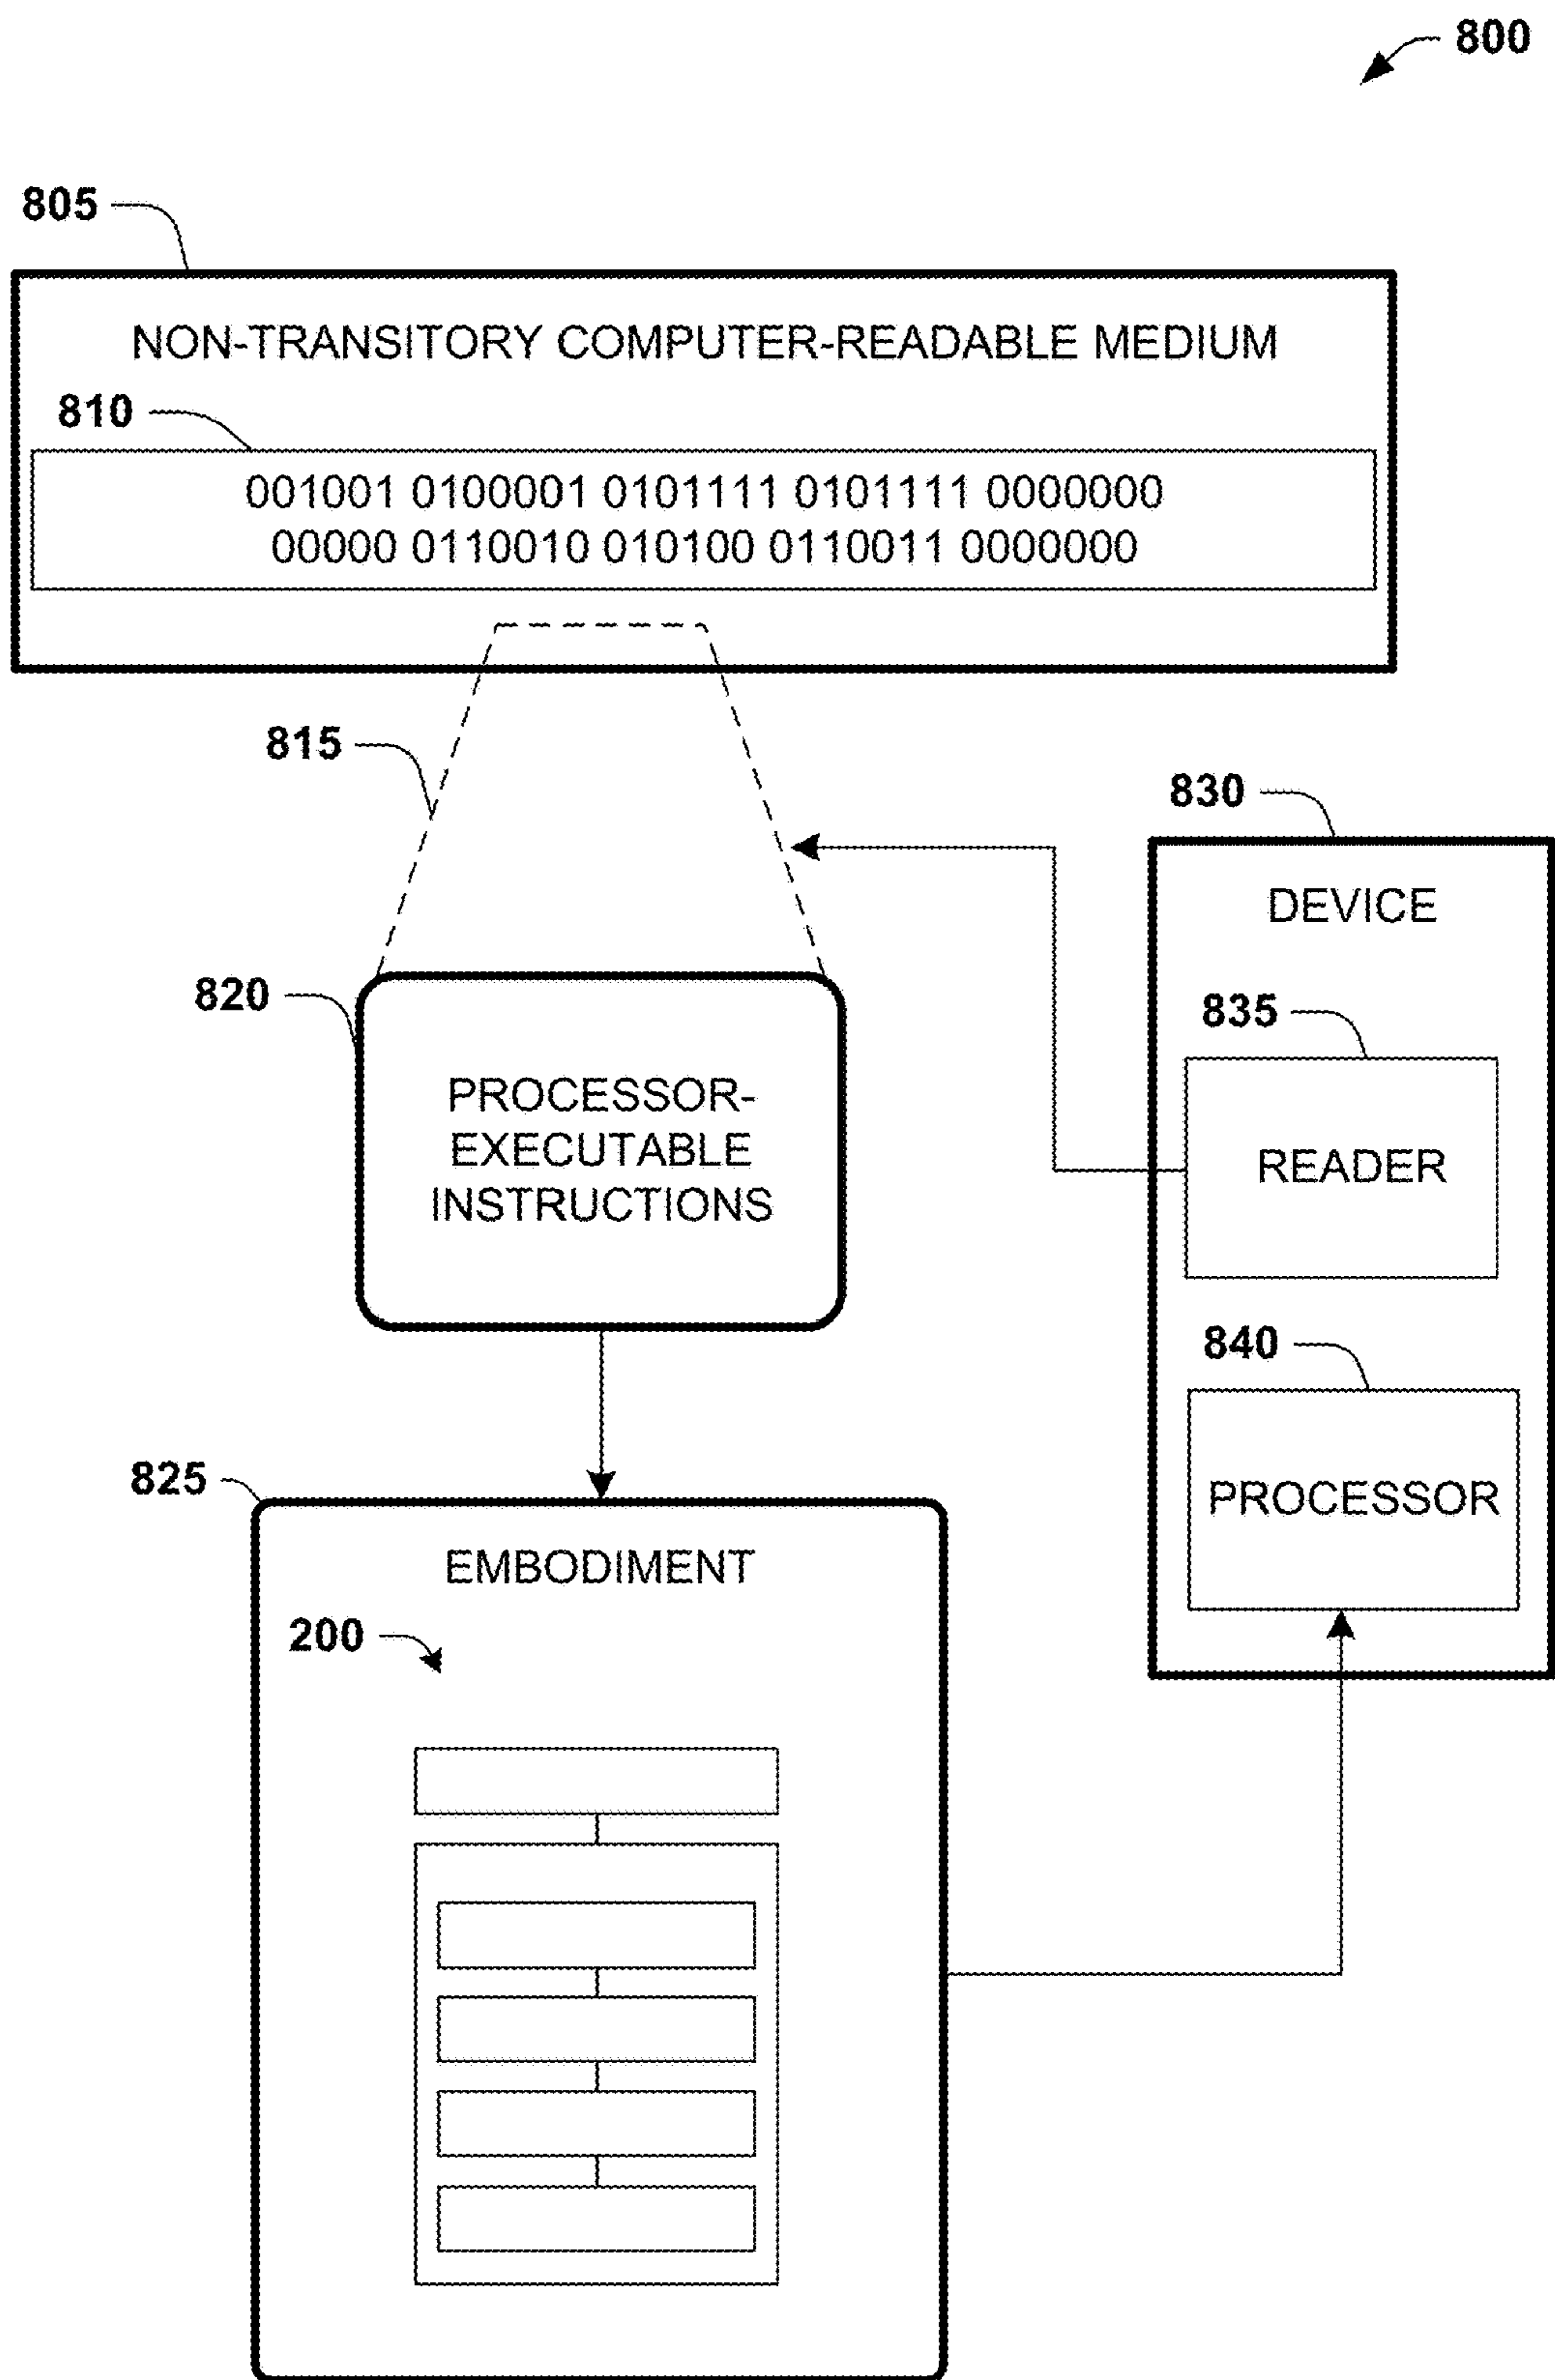 800
805
NON-TRANSITORY COMPUTER-READABLE MEDIUM
810
001001 0100001 0101111 0101111 0000000
00000 0110010 010100 0110011 0000000
815
830
DEVICE
820
835
PROCESSOR-
EXECUTABLE
INSTRUCTIONS
READER
840
825
PROCESSOR
EMBODIMENT
200